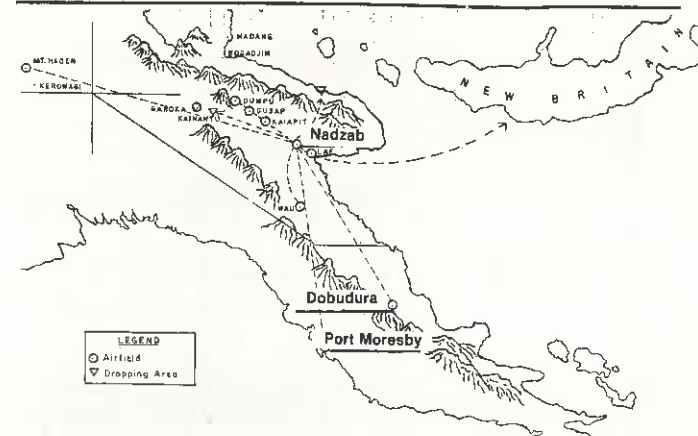 MADANG
BOGADJIM
MT. HAGEN
KEROWAGI
GAROKA
KAINANTU
DUMPU
GUSAP
KAIAPIT
Nadzab
LAE
NEW BRITAIN
WAU
Dobudura
Port Moresby
LEGEND
Airfield
Dropping Area